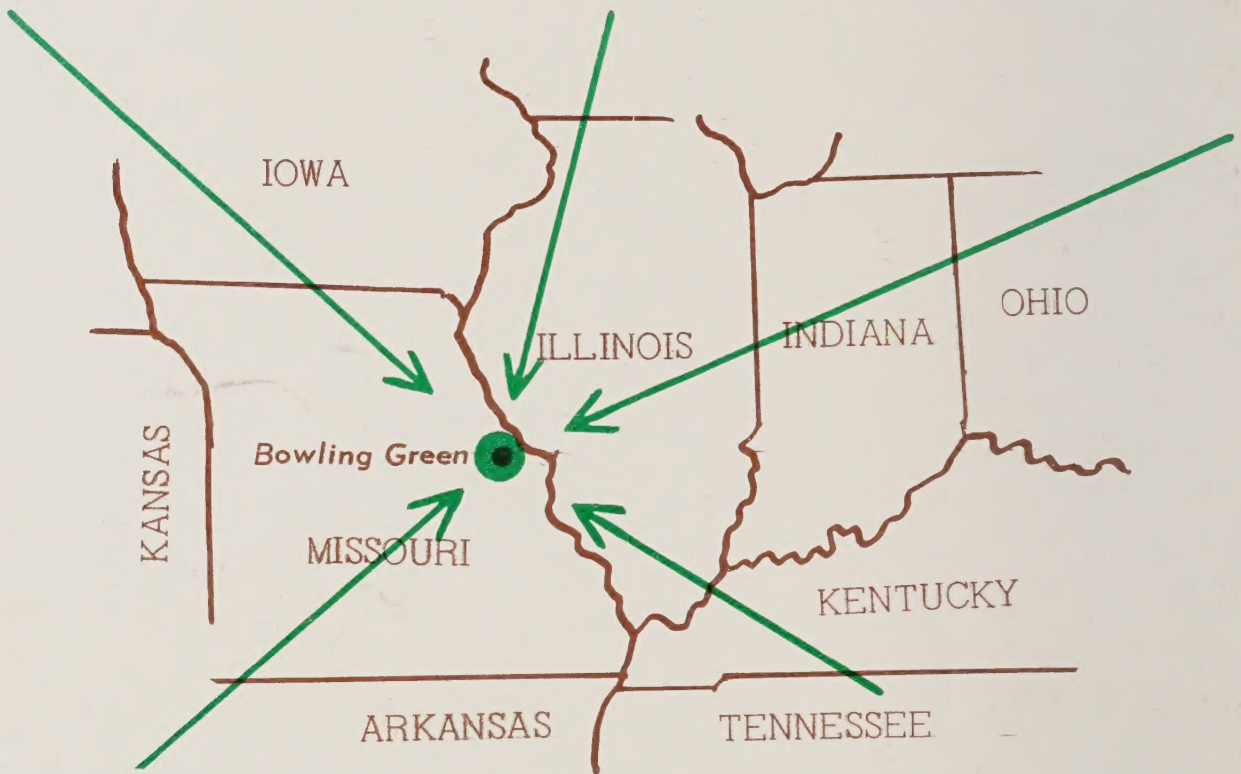 IOWA
OHIO
ILLINOIS
INDIANA
KANSAS
Bowling Green
MISSOURI
KENTUCKY
ARKANSAS
TENNESSEE